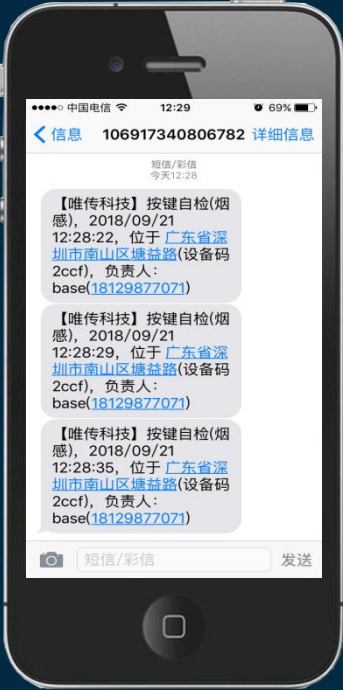 中国电信 12:29 69%
信息 106917340806782 详细信息
短信/彩信
今天12:28
【唯传科技】按键自检(烟
感)，2018/09/21
12:28:22，位于 广东省深
圳市南山区塘益路(设备码
2ccf)，负责人：
base(18129877071)
【唯传科技】按键自检(烟
感)，2018/09/21
12:28:29，位于 广东省深
圳市南山区塘益路(设备码
2ccf)，负责人：
base(18129877071)
【唯传科技】按键自检(烟
感)，2018/09/21
12:28:35，位于 广东省深
圳市南山区塘益路(设备码
2ccf)，负责人：
base(18129877071)
短信/彩信 发送